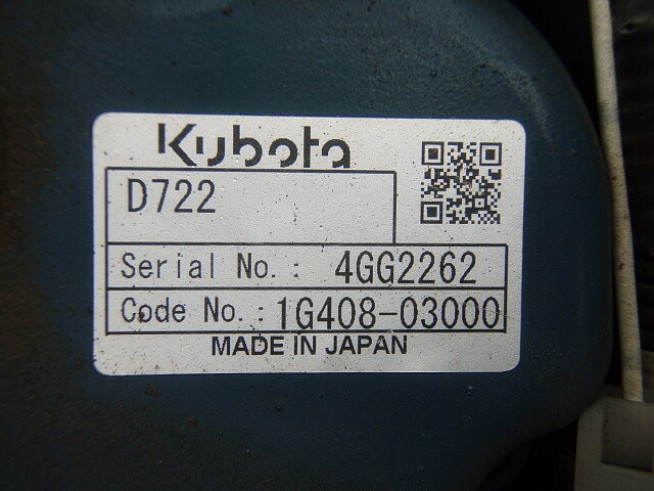 Kubota
D722
Serial No.: 4GG2262
Code No.: 1G408-03000
MADE IN JAPAN